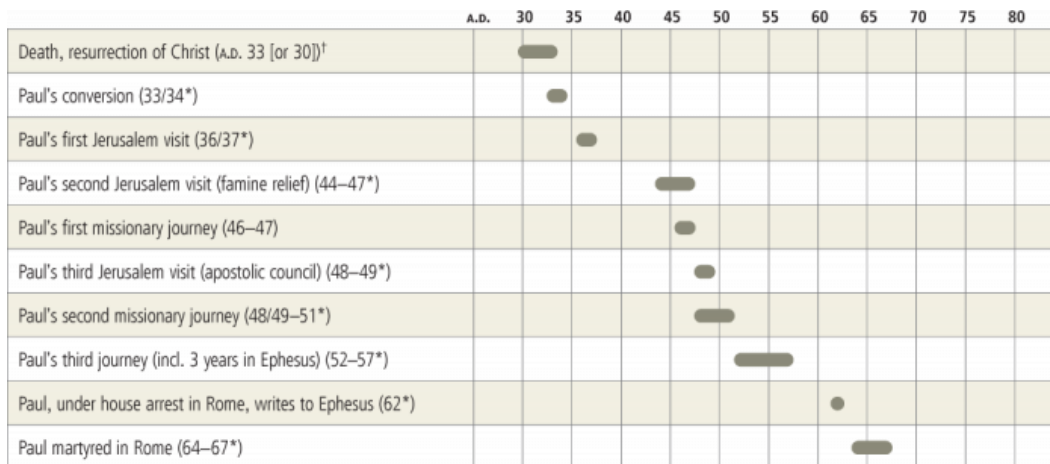 A.D. 30 35 40 45 50 55 60 65 70 75 80
Death, resurrection of Christ (A.D. 33 [or 30])†
Paul's conversion (33/34*)
Paul's first Jerusalem visit (36/37*)
Paul's second Jerusalem visit (famine relief) (44–47*)
Paul's first missionary journey (46–47)
Paul's third Jerusalem visit (apostolic council) (48–49*)
Paul's second missionary journey (48/49–51*)
Paul's third journey (incl. 3 years in Ephesus) (52–57*)
Paul, under house arrest in Rome, writes to Ephesus (62*)
Paul martyred in Rome (64–67*)